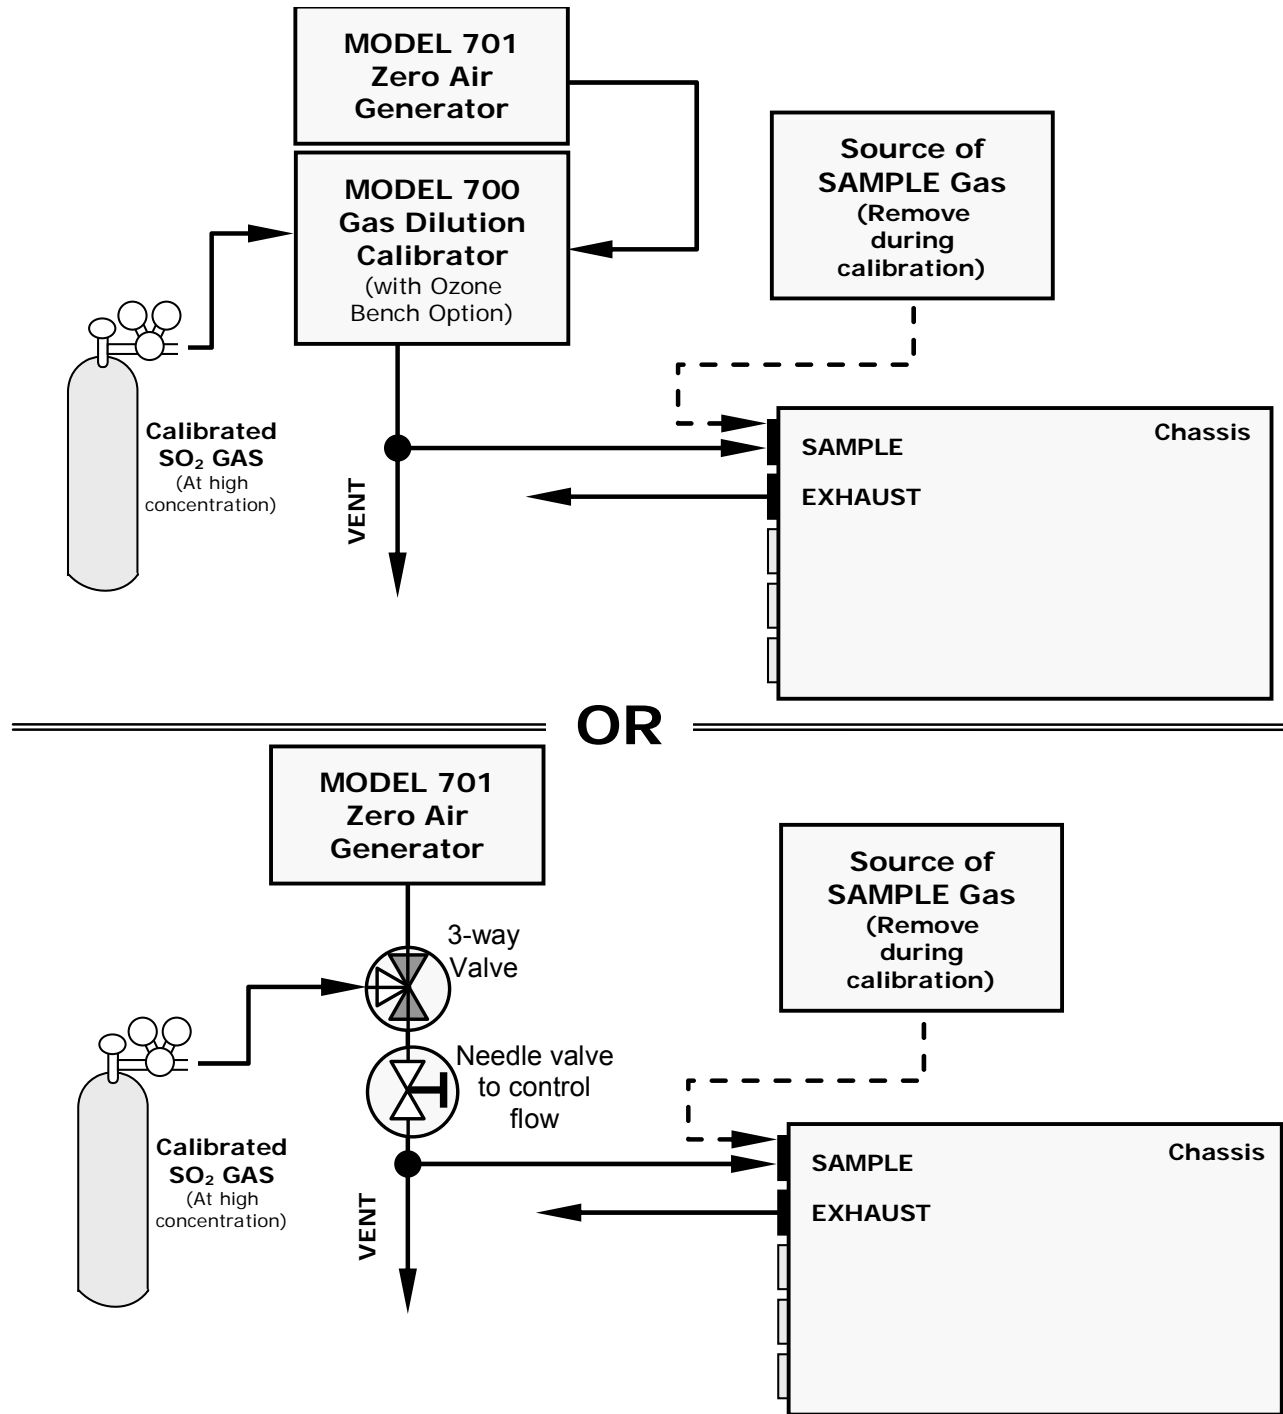 MODEL 701
Zero Air
Generator
MODEL 700
Gas Dilution
Calibrator
(with Ozone
Bench Option)
Source of
SAMPLE Gas
(Remove
during
calibration)
Calibrated
SO₂ GAS
(At high
concentration)
VENT
Chassis
SAMPLE
EXHAUST
OR
MODEL 701
Zero Air
Generator
3-way
Valve
Needle valve
to control
flow
Source of
SAMPLE Gas
(Remove
during
calibration)
Calibrated
SO₂ GAS
(At high
concentration)
VENT
Chassis
SAMPLE
EXHAUST